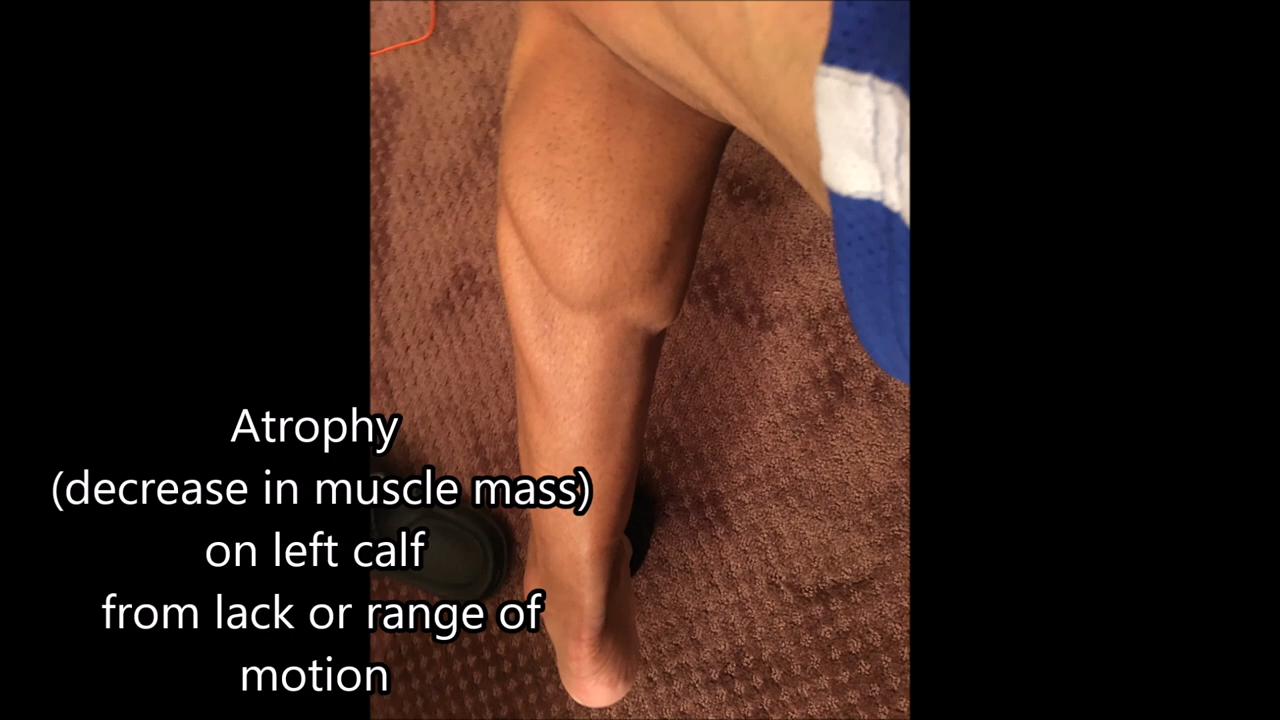 Atrophy
(decrease in muscle mass)
on left calf
from lack or range of
motion